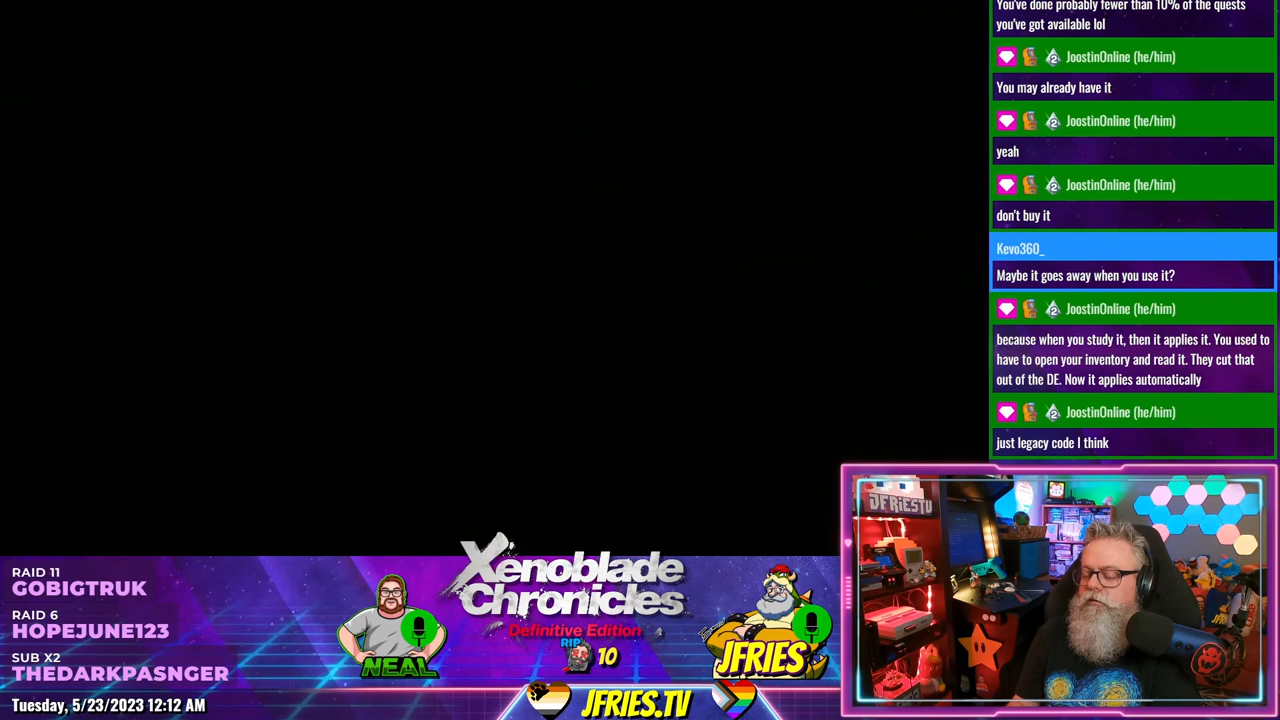 You've done probably fewer than 10% of the quests
you've got available lol
JoostinOnline (he/him)
You may already have it
JoostinOnline (he/him)
yeah
JoostinOnline (he/him)
don't buy it
Kevo360_
Maybe it goes away when you use it?
JoostinOnline (he/him)
because when you study it, then it applies it. You used to
have to open your inventory and read it. They cut that
out of the DE. Now it applies automatically
JoostinOnline (he/him)
just legacy code I think
JFRIESTV
RAID 11
GOBIGTRUK
RAID 6
HOPEJUNE123
SUB X2
THEDARKPASNGER
Tuesday, 5/23/2023 12:12 AM
NEAL
Xenoblade
Chronicles
Definitive Edition
RIP
10
JFRIES
JFRIES.TV